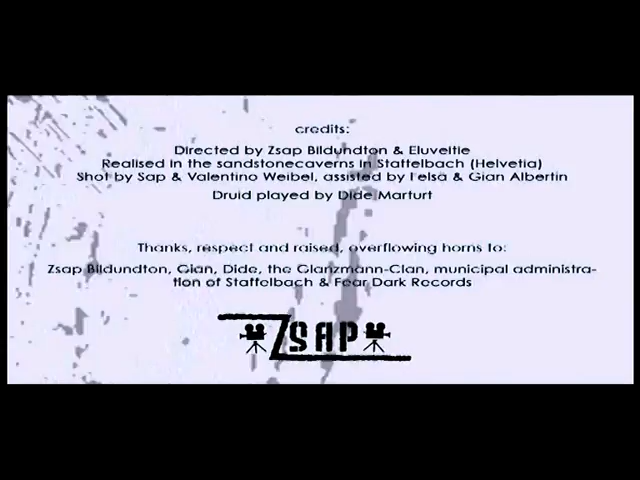 credits:
Directed by Zsap Bildundton & Eluveitie
Realised in the sandstonecaverns in Staffelbach (Helvetia)
Shot by Sap & Valentino Weibel, assisted by Felsä & Gian Albertin
Druid played by Dide Marfurt
Thanks, respect and raised, overflowing horns to:
Zsap Bildundton, Gian, Dide, the Glanzmann-Clan, municipal administra-
tion of Staffelbach & Fear Dark Records
ZSAP